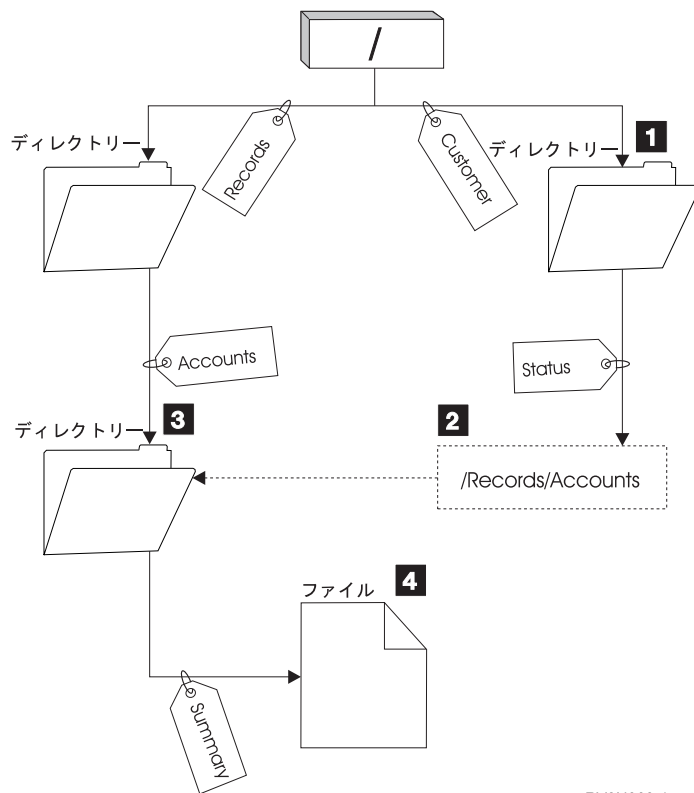 /
Records
Customer
ディレクトリー
ディレクトリー
1
Accounts
Status
ディレクトリー
3
2
/Records/Accounts
ファイル
4
Summary